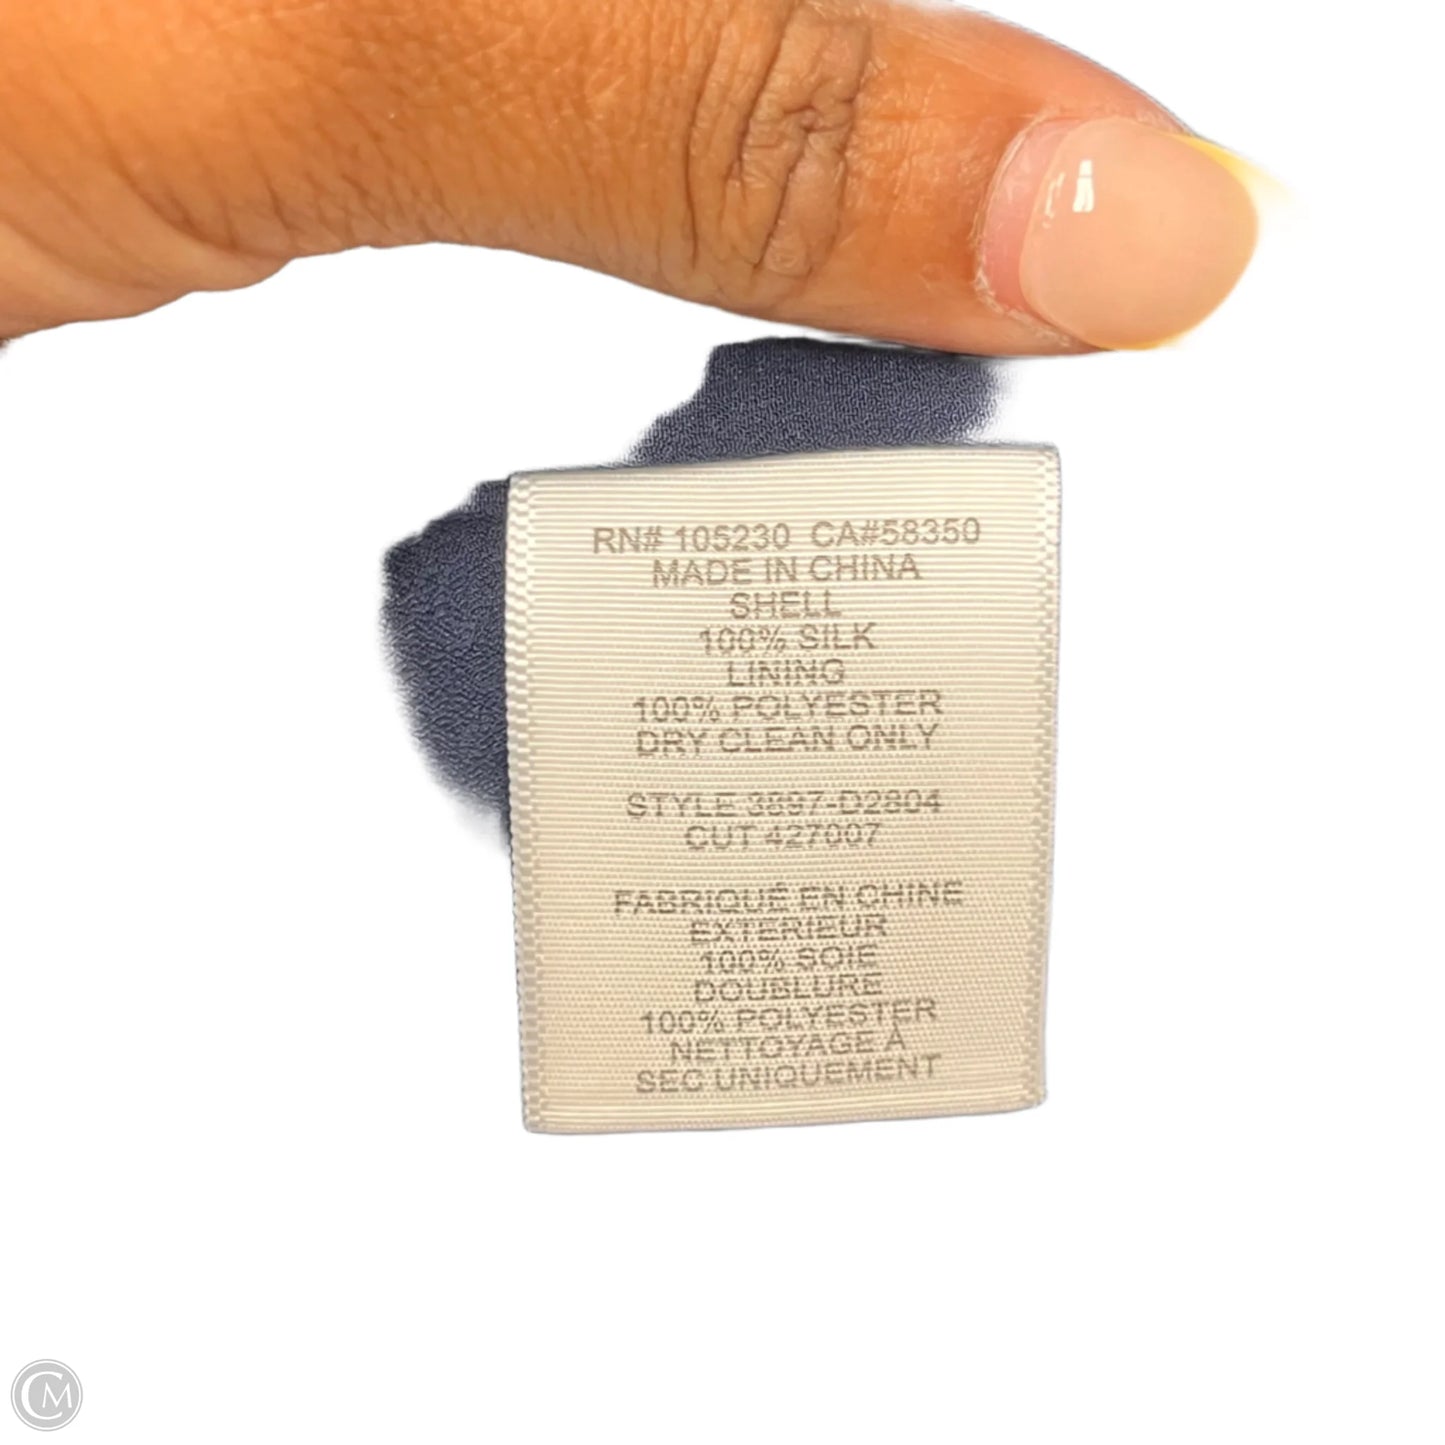 RN# 105230 CA#58350
MADE IN CHINA
SHELL
100% SILK
LINING
100% POLYESTER
DRY CLEAN ONLY
STYLE 3897-D2804
CUT 427007
FABRIQUÉ EN CHINE
EXTERIEUR
100% SOIE
DOUBLURE
100% POLYESTER
NETTOYAGE À
SEC UNIQUEMENT
CM